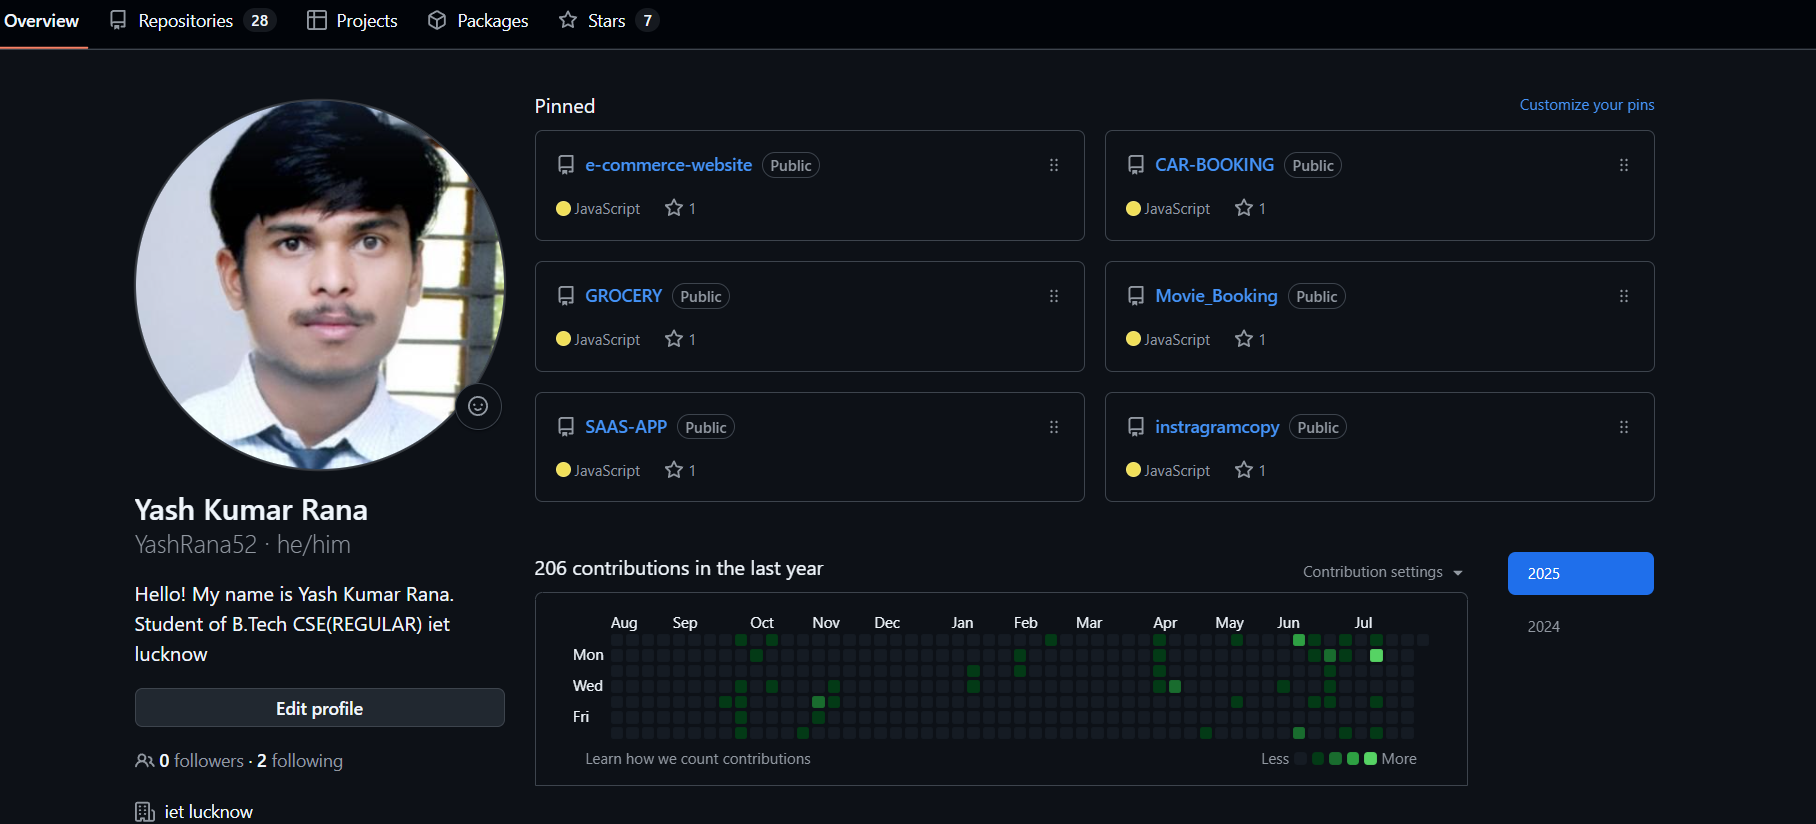 Overview Repositories 28 Projects Packages Stars 7
Pinned Customize your pins
e-commerce-website Public
JavaScript 1
CAR-BOOKING Public
JavaScript 1
GROCERY Public
JavaScript 1
Movie_Booking Public
JavaScript 1
SAAS-APP Public
JavaScript 1
instragramcopy Public
JavaScript 1
Yash Kumar Rana
YashRana52 · he/him
Hello! My name is Yash Kumar Rana.
Student of B.Tech CSE(REGULAR) iet
lucknow
Edit profile
0 followers · 2 following
iet lucknow
206 contributions in the last year
Contribution settings
2025
2024
Aug Sep Oct Nov Dec Jan Feb Mar Apr May Jun Jul
Mon
Wed
Fri
Learn how we count contributions
Less More